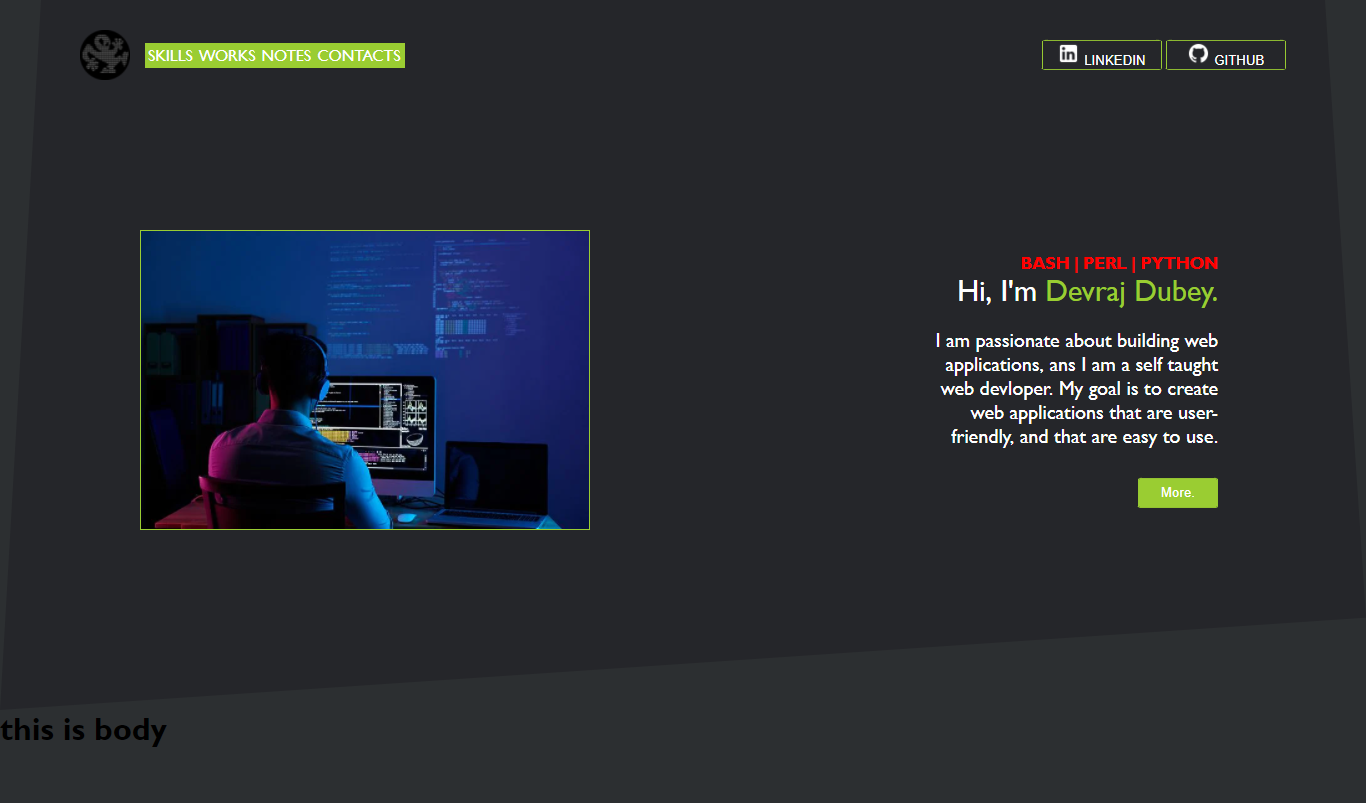 SKILLS WORKS NOTES CONTACTS
LINKEDIN
GITHUB
BASH | PERL | PYTHON
Hi, I'm Devraj Dubey.
I am passionate about building web
applications, ans I am a self taught
web devloper. My goal is to create
web applications that are user-
friendly, and that are easy to use.
More.
this is body